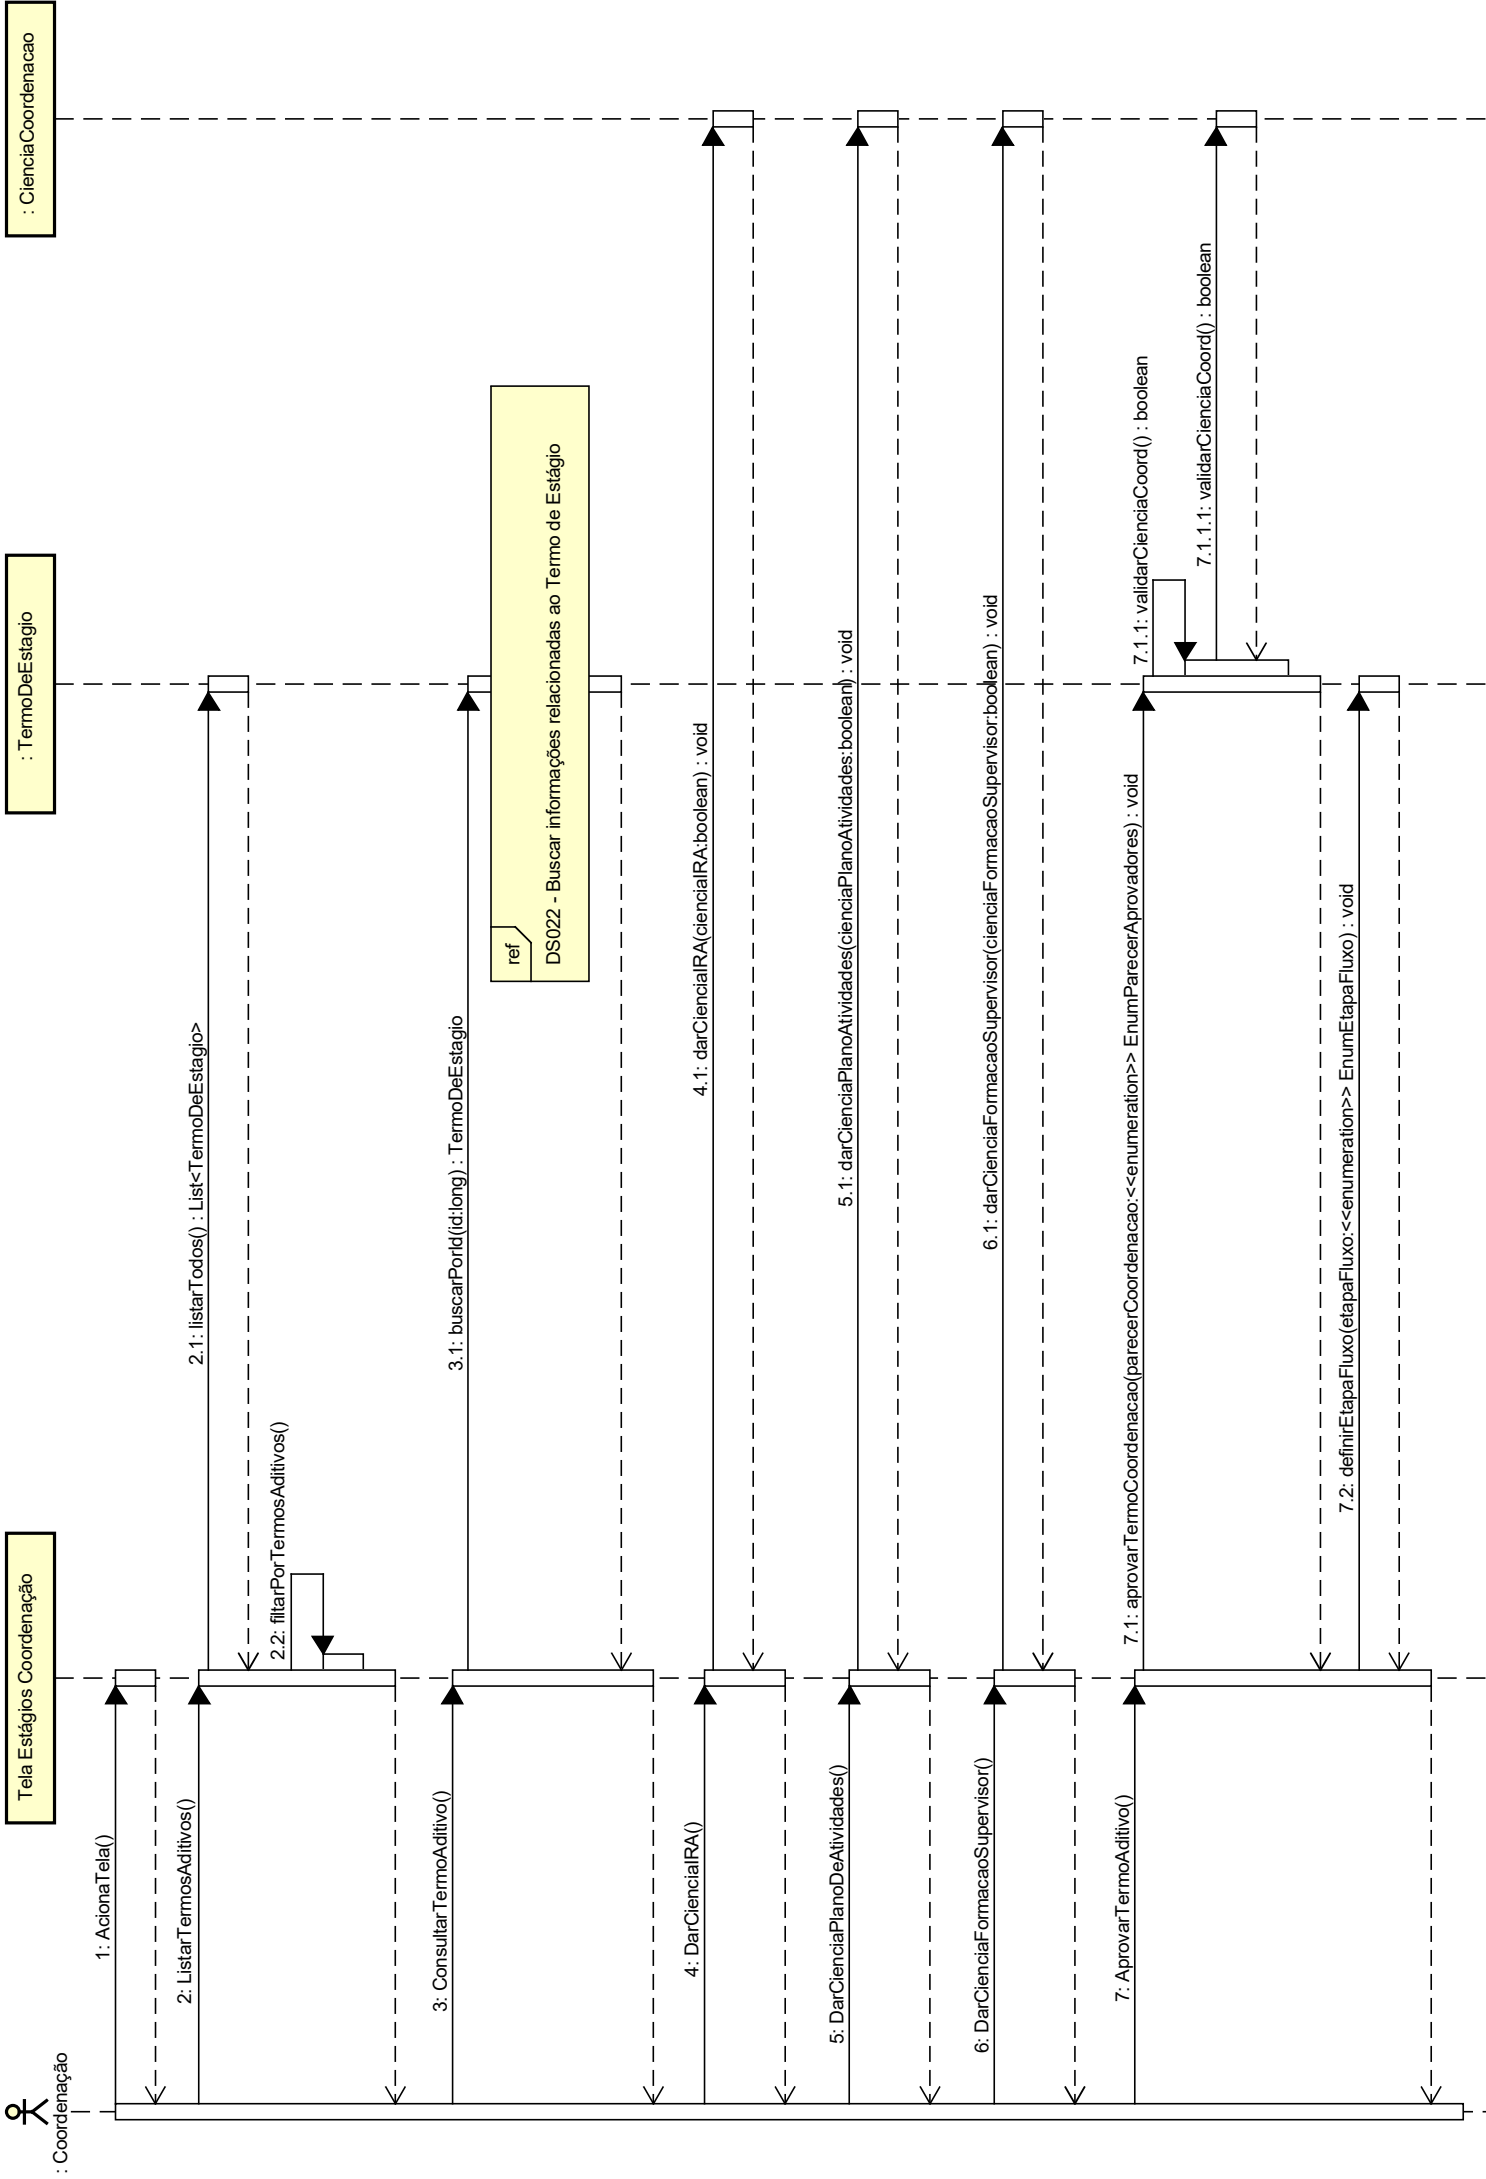 : Coordenação
Tela Estágios Coordenação
: TermoDeEstagio
: CienciaCoordenacao
1: AcionaTela()
2: ListarTermosAditivos()
2.1: listarTodos() : List<TermoDeEstagio>
2.2: filtarPorTermosAditivos()
3: ConsultarTermoAditivo()
3.1: buscarPorId(id:long) : TermoDeEstagio
ref
DS022 - Buscar informações relacionadas ao Termo de Estágio
4: DarCienciaIRA()
4.1: darCienciaIRA(cienciaIRA:boolean) : void
5: DarCienciaPlanoDeAtividades()
5.1: darCienciaPlanoAtividades(cienciaPlanoAtividades:boolean) : void
6: DarCienciaFormacaoSupervisor()
6.1: darCienciaFormacaoSupervisor(cienciaFormacaoSupervisor:boolean) : void
7: AprovarTermoAditivo()
7.1: aprovarTermoCoordenacao(parecerCoordenacao:<<enumeration>> EnumParecerAprovadores) : void
7.1.1: validarCienciaCoord() : boolean
7.1.1.1: validarCienciaCoord() : boolean
7.2: definirEtapaFluxo(etapaFluxo:<<enumeration>> EnumEtapaFluxo) : void